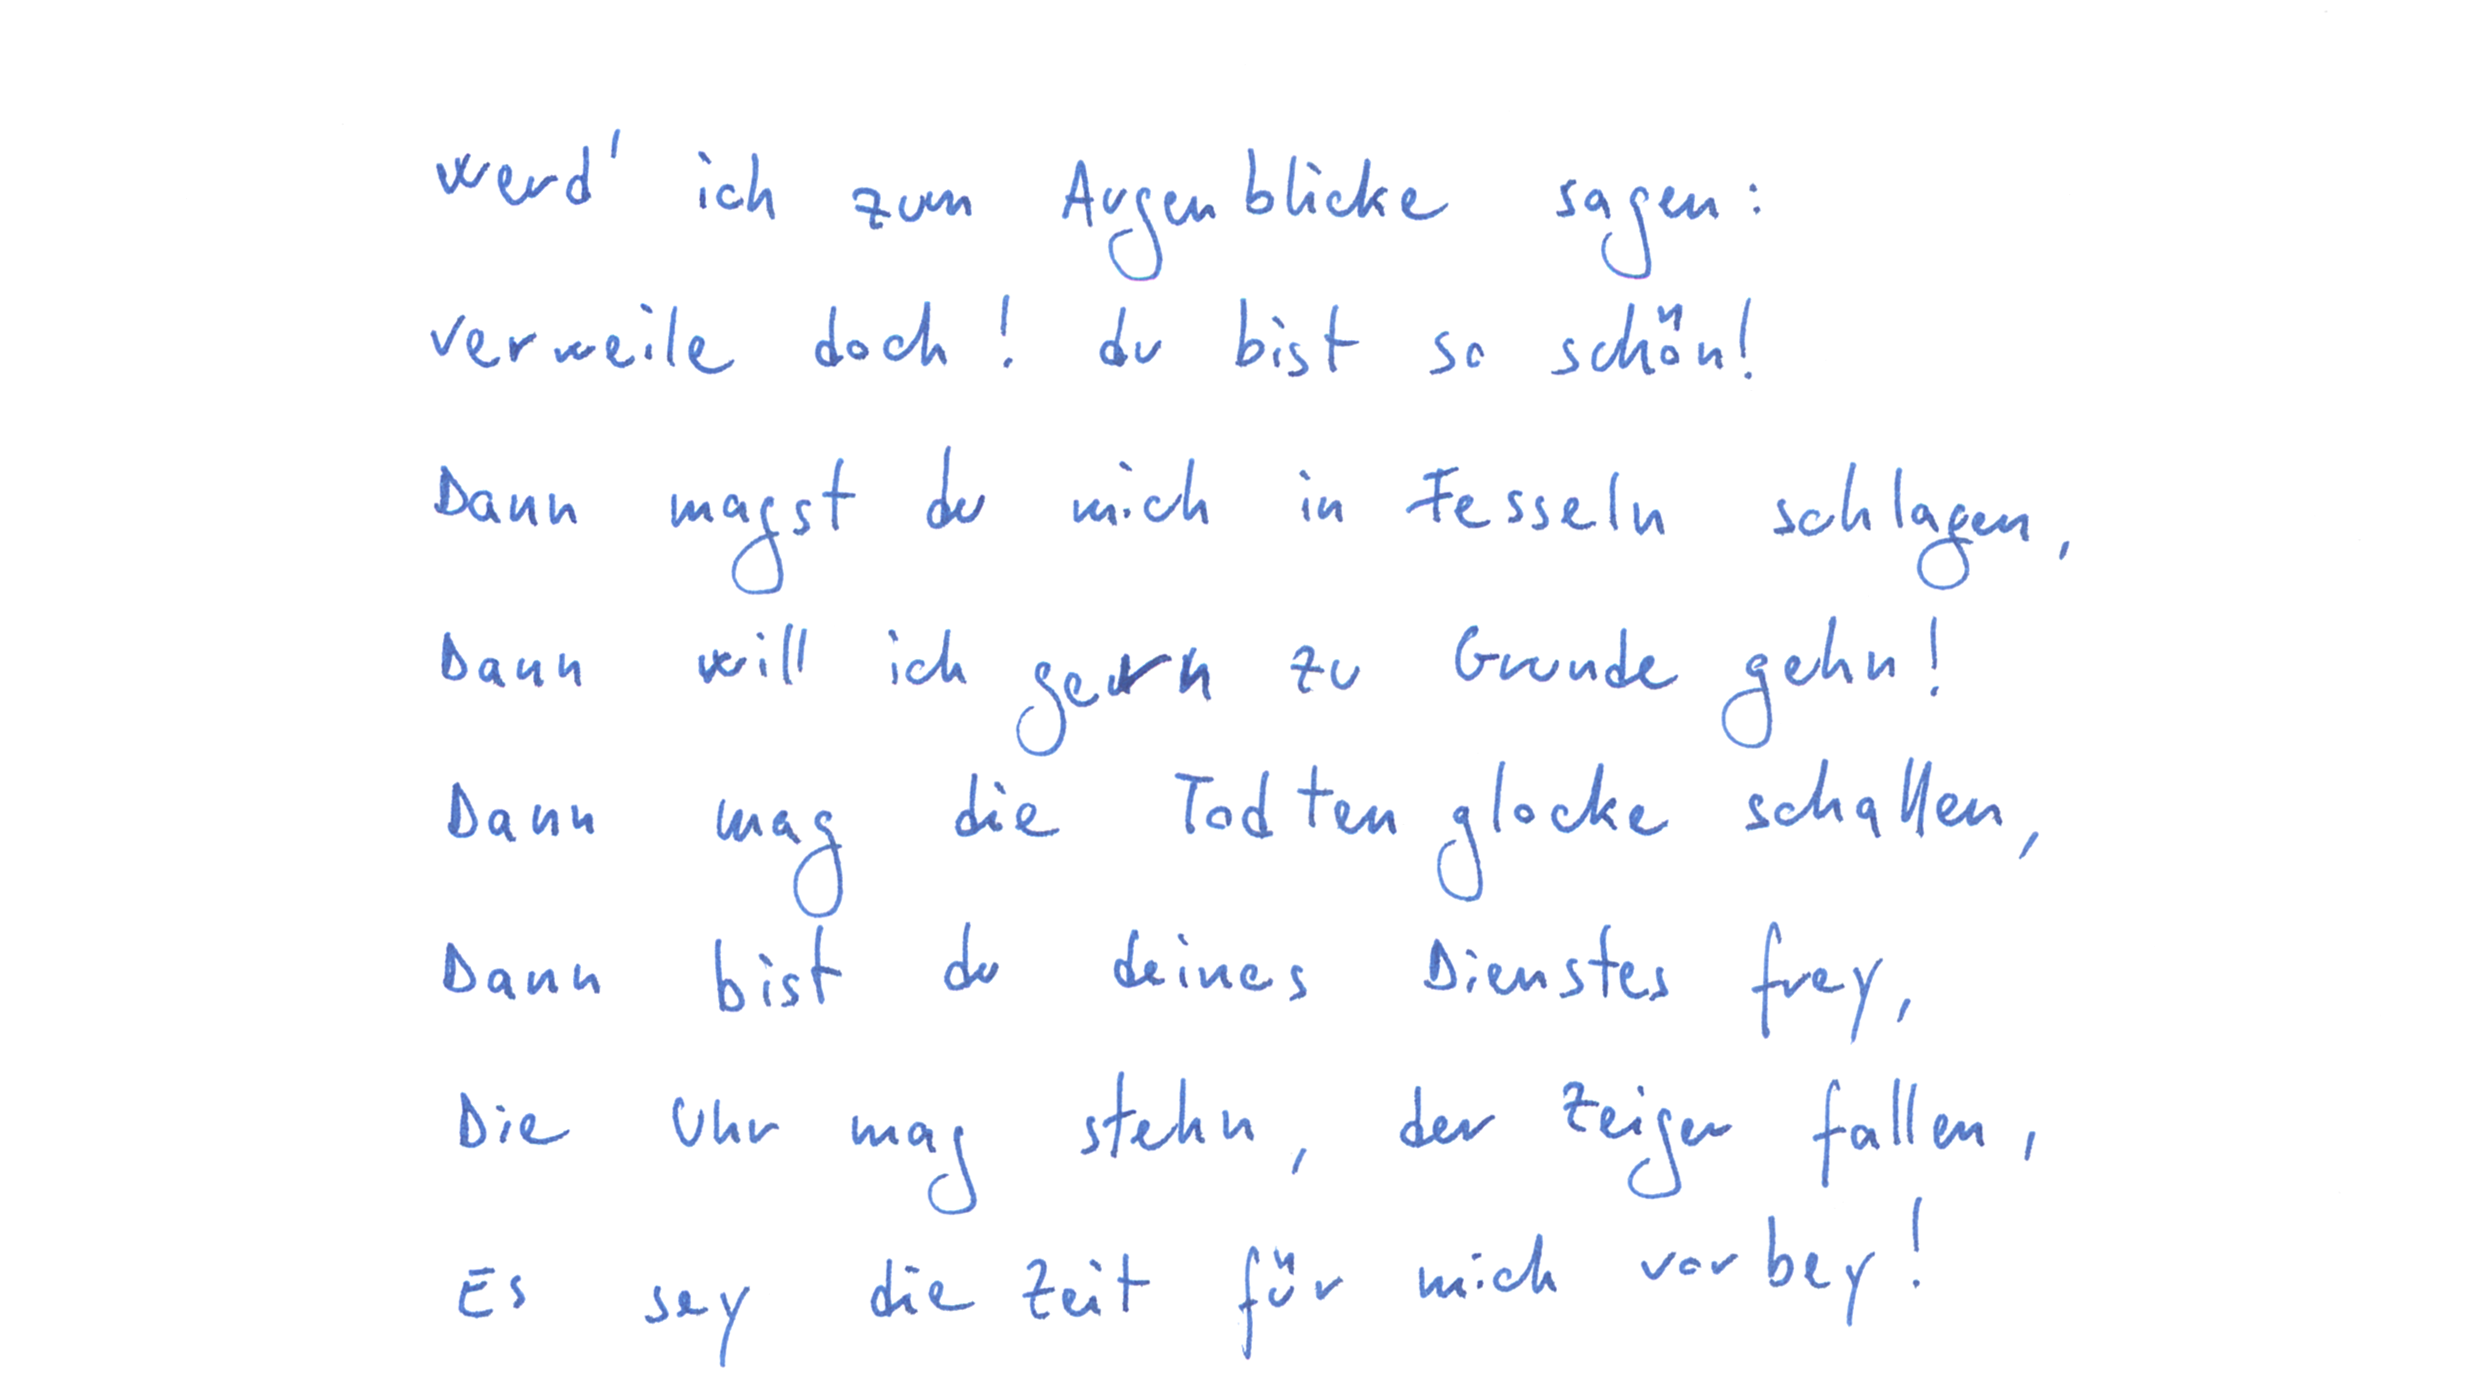 Werd' ich zum Augenblicke sagen:
Verweile doch! du bist so schön!
Dann magst du mich in Fesseln schlagen,
Dann will ich gern zu Grunde gehn!
Dann mag die Todtenglocke schallen,
Dann bist du deines Dienstes frey,
Die Uhr mag stehn, der Zeiger fallen,
Es sey die Zeit für mich vorbey!